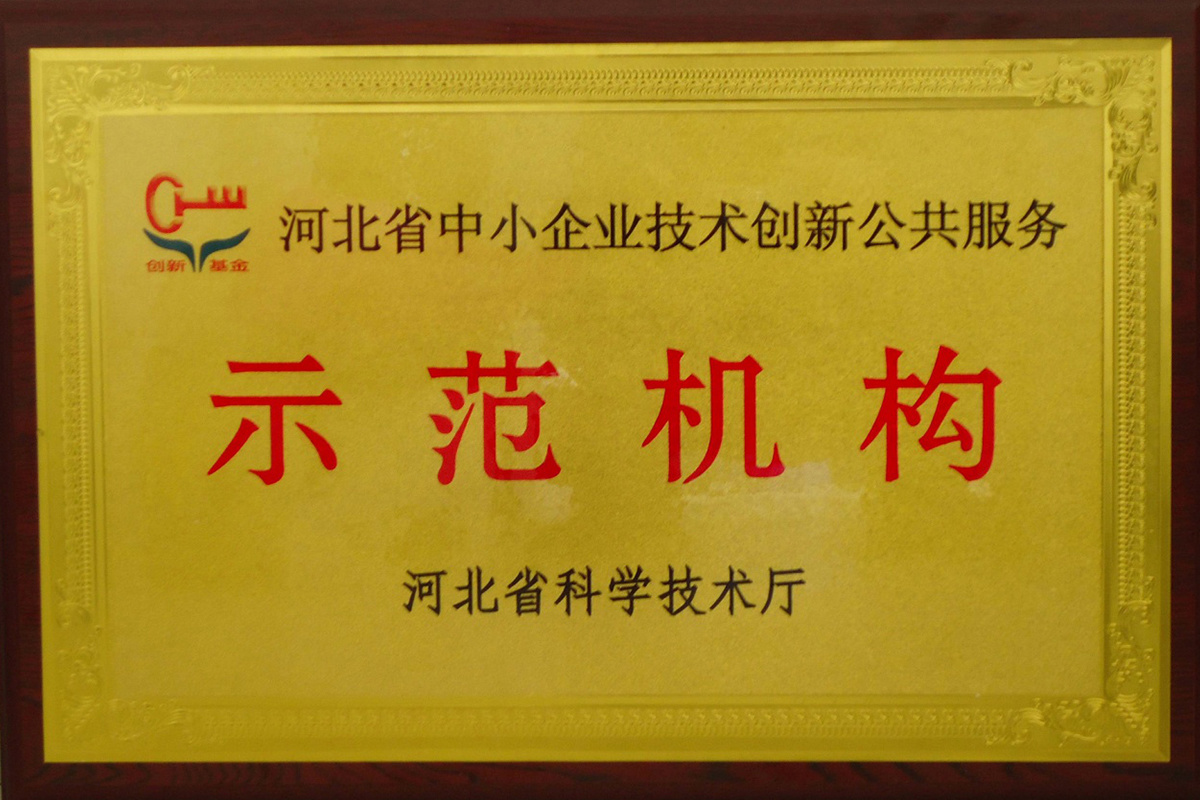 河北省中小企业技术创新公共服务
创新 基金
示范机构
河北省科学技术厅